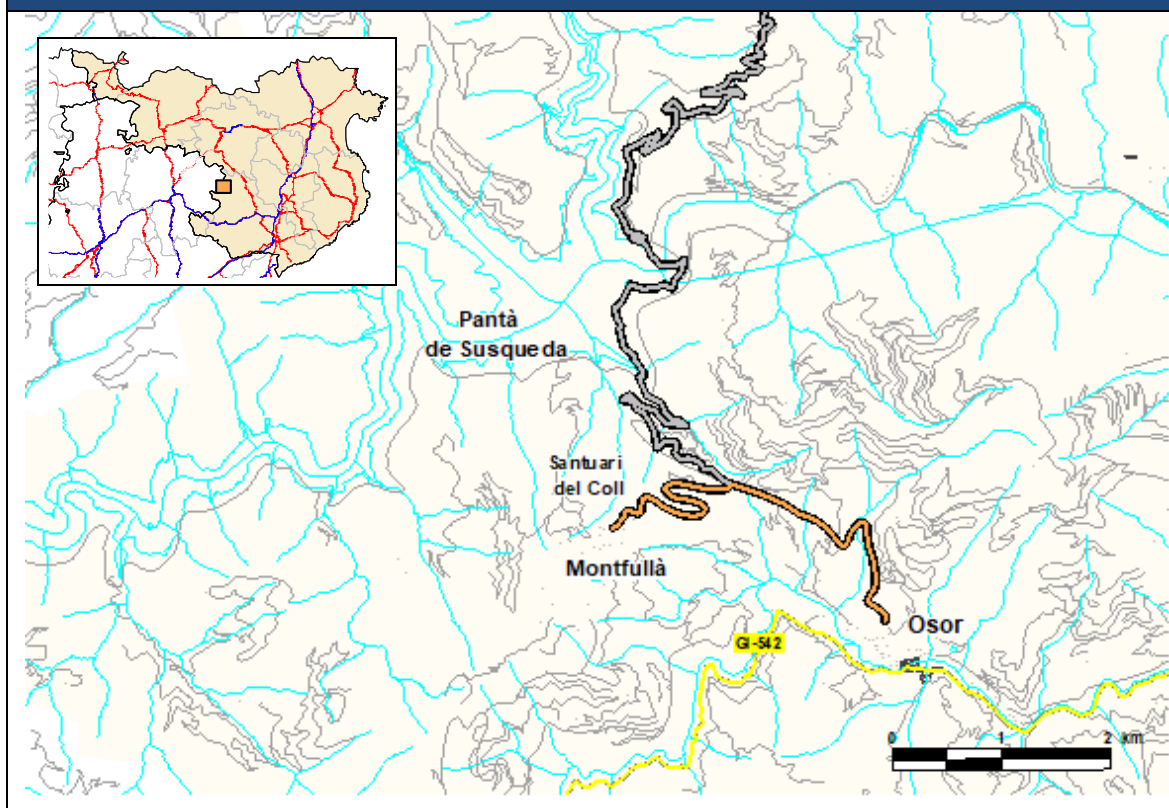 Pantà
de Susqueda
Santuari
del Coll
Montfullà
Osor
GI-542
0 1 2 km